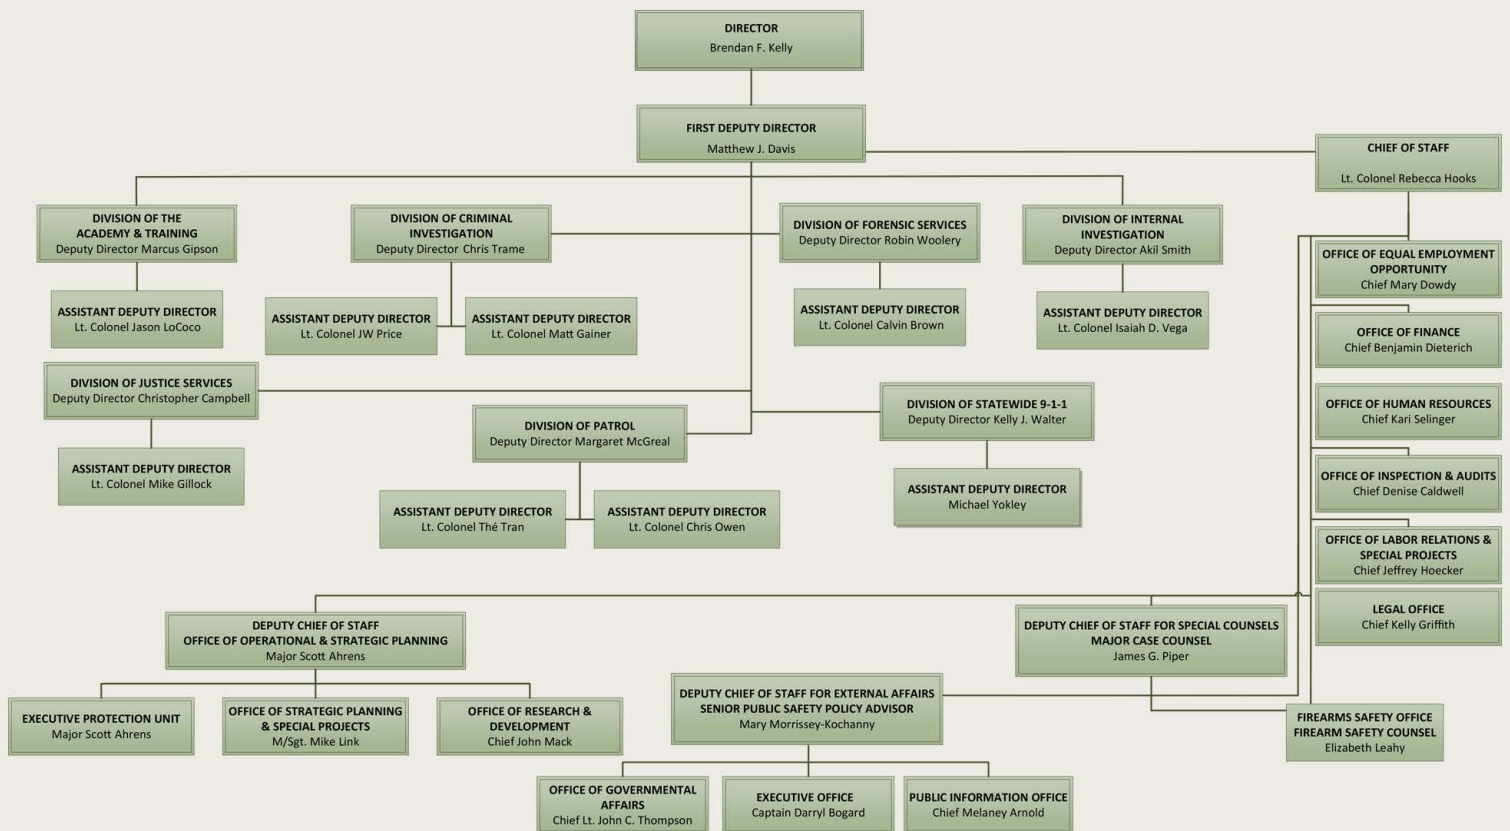 DIRECTOR
Brendan F. Kelly
FIRST DEPUTY DIRECTOR
Matthew J. Davis
CHIEF OF STAFF
Lt. Colonel Rebecca Hooks
DIVISION OF THE
ACADEMY & TRAINING
Deputy Director Marcus Gipson
DIVISION OF CRIMINAL
INVESTIGATION
Deputy Director Chris Trame
DIVISION OF FORENSIC SERVICES
Deputy Director Robin Woolery
DIVISION OF INTERNAL
INVESTIGATION
Deputy Director Akil Smith
OFFICE OF EQUAL EMPLOYMENT
OPPORTUNITY
Chief Mary Dowdy
ASSISTANT DEPUTY DIRECTOR
Lt. Colonel Jason LoCoco
ASSISTANT DEPUTY DIRECTOR
Lt. Colonel JW Price
ASSISTANT DEPUTY DIRECTOR
Lt. Colonel Matt Gainer
ASSISTANT DEPUTY DIRECTOR
Lt. Colonel Calvin Brown
ASSISTANT DEPUTY DIRECTOR
Lt. Colonel Isaiah D. Vega
OFFICE OF FINANCE
Chief Benjamin Dieterich
DIVISION OF JUSTICE SERVICES
Deputy Director Christopher Campbell
DIVISION OF PATROL
Deputy Director Margaret McGreal
DIVISION OF STATEWIDE 9-1-1
Deputy Director Kelly J. Walter
OFFICE OF HUMAN RESOURCES
Chief Kari Selinger
ASSISTANT DEPUTY DIRECTOR
Lt. Colonel Mike Gillock
ASSISTANT DEPUTY DIRECTOR
Michael Yokley
OFFICE OF INSPECTION & AUDITS
Chief Denise Caldwell
ASSISTANT DEPUTY DIRECTOR
Lt. Colonel Thé Tran
ASSISTANT DEPUTY DIRECTOR
Lt. Colonel Chris Owen
OFFICE OF LABOR RELATIONS &
SPECIAL PROJECTS
Chief Jeffrey Hoecker
LEGAL OFFICE
Chief Kelly Griffith
DEPUTY CHIEF OF STAFF
OFFICE OF OPERATIONAL & STRATEGIC PLANNING
Major Scott Ahrens
DEPUTY CHIEF OF STAFF FOR SPECIAL COUNSELS
MAJOR CASE COUNSEL
James G. Piper
DEPUTY CHIEF OF STAFF FOR EXTERNAL AFFAIRS
SENIOR PUBLIC SAFETY POLICY ADVISOR
Mary Morrissey-Kochanny
EXECUTIVE PROTECTION UNIT
Major Scott Ahrens
OFFICE OF STRATEGIC PLANNING
& SPECIAL PROJECTS
M/Sgt. Mike Link
OFFICE OF RESEARCH &
DEVELOPMENT
Chief John Mack
FIREARMS SAFETY OFFICE
FIREARM SAFETY COUNSEL
Elizabeth Leahy
OFFICE OF GOVERNMENTAL
AFFAIRS
Chief Lt. John C. Thompson
EXECUTIVE OFFICE
Captain Darryl Bogard
PUBLIC INFORMATION OFFICE
Chief Melaney Arnold